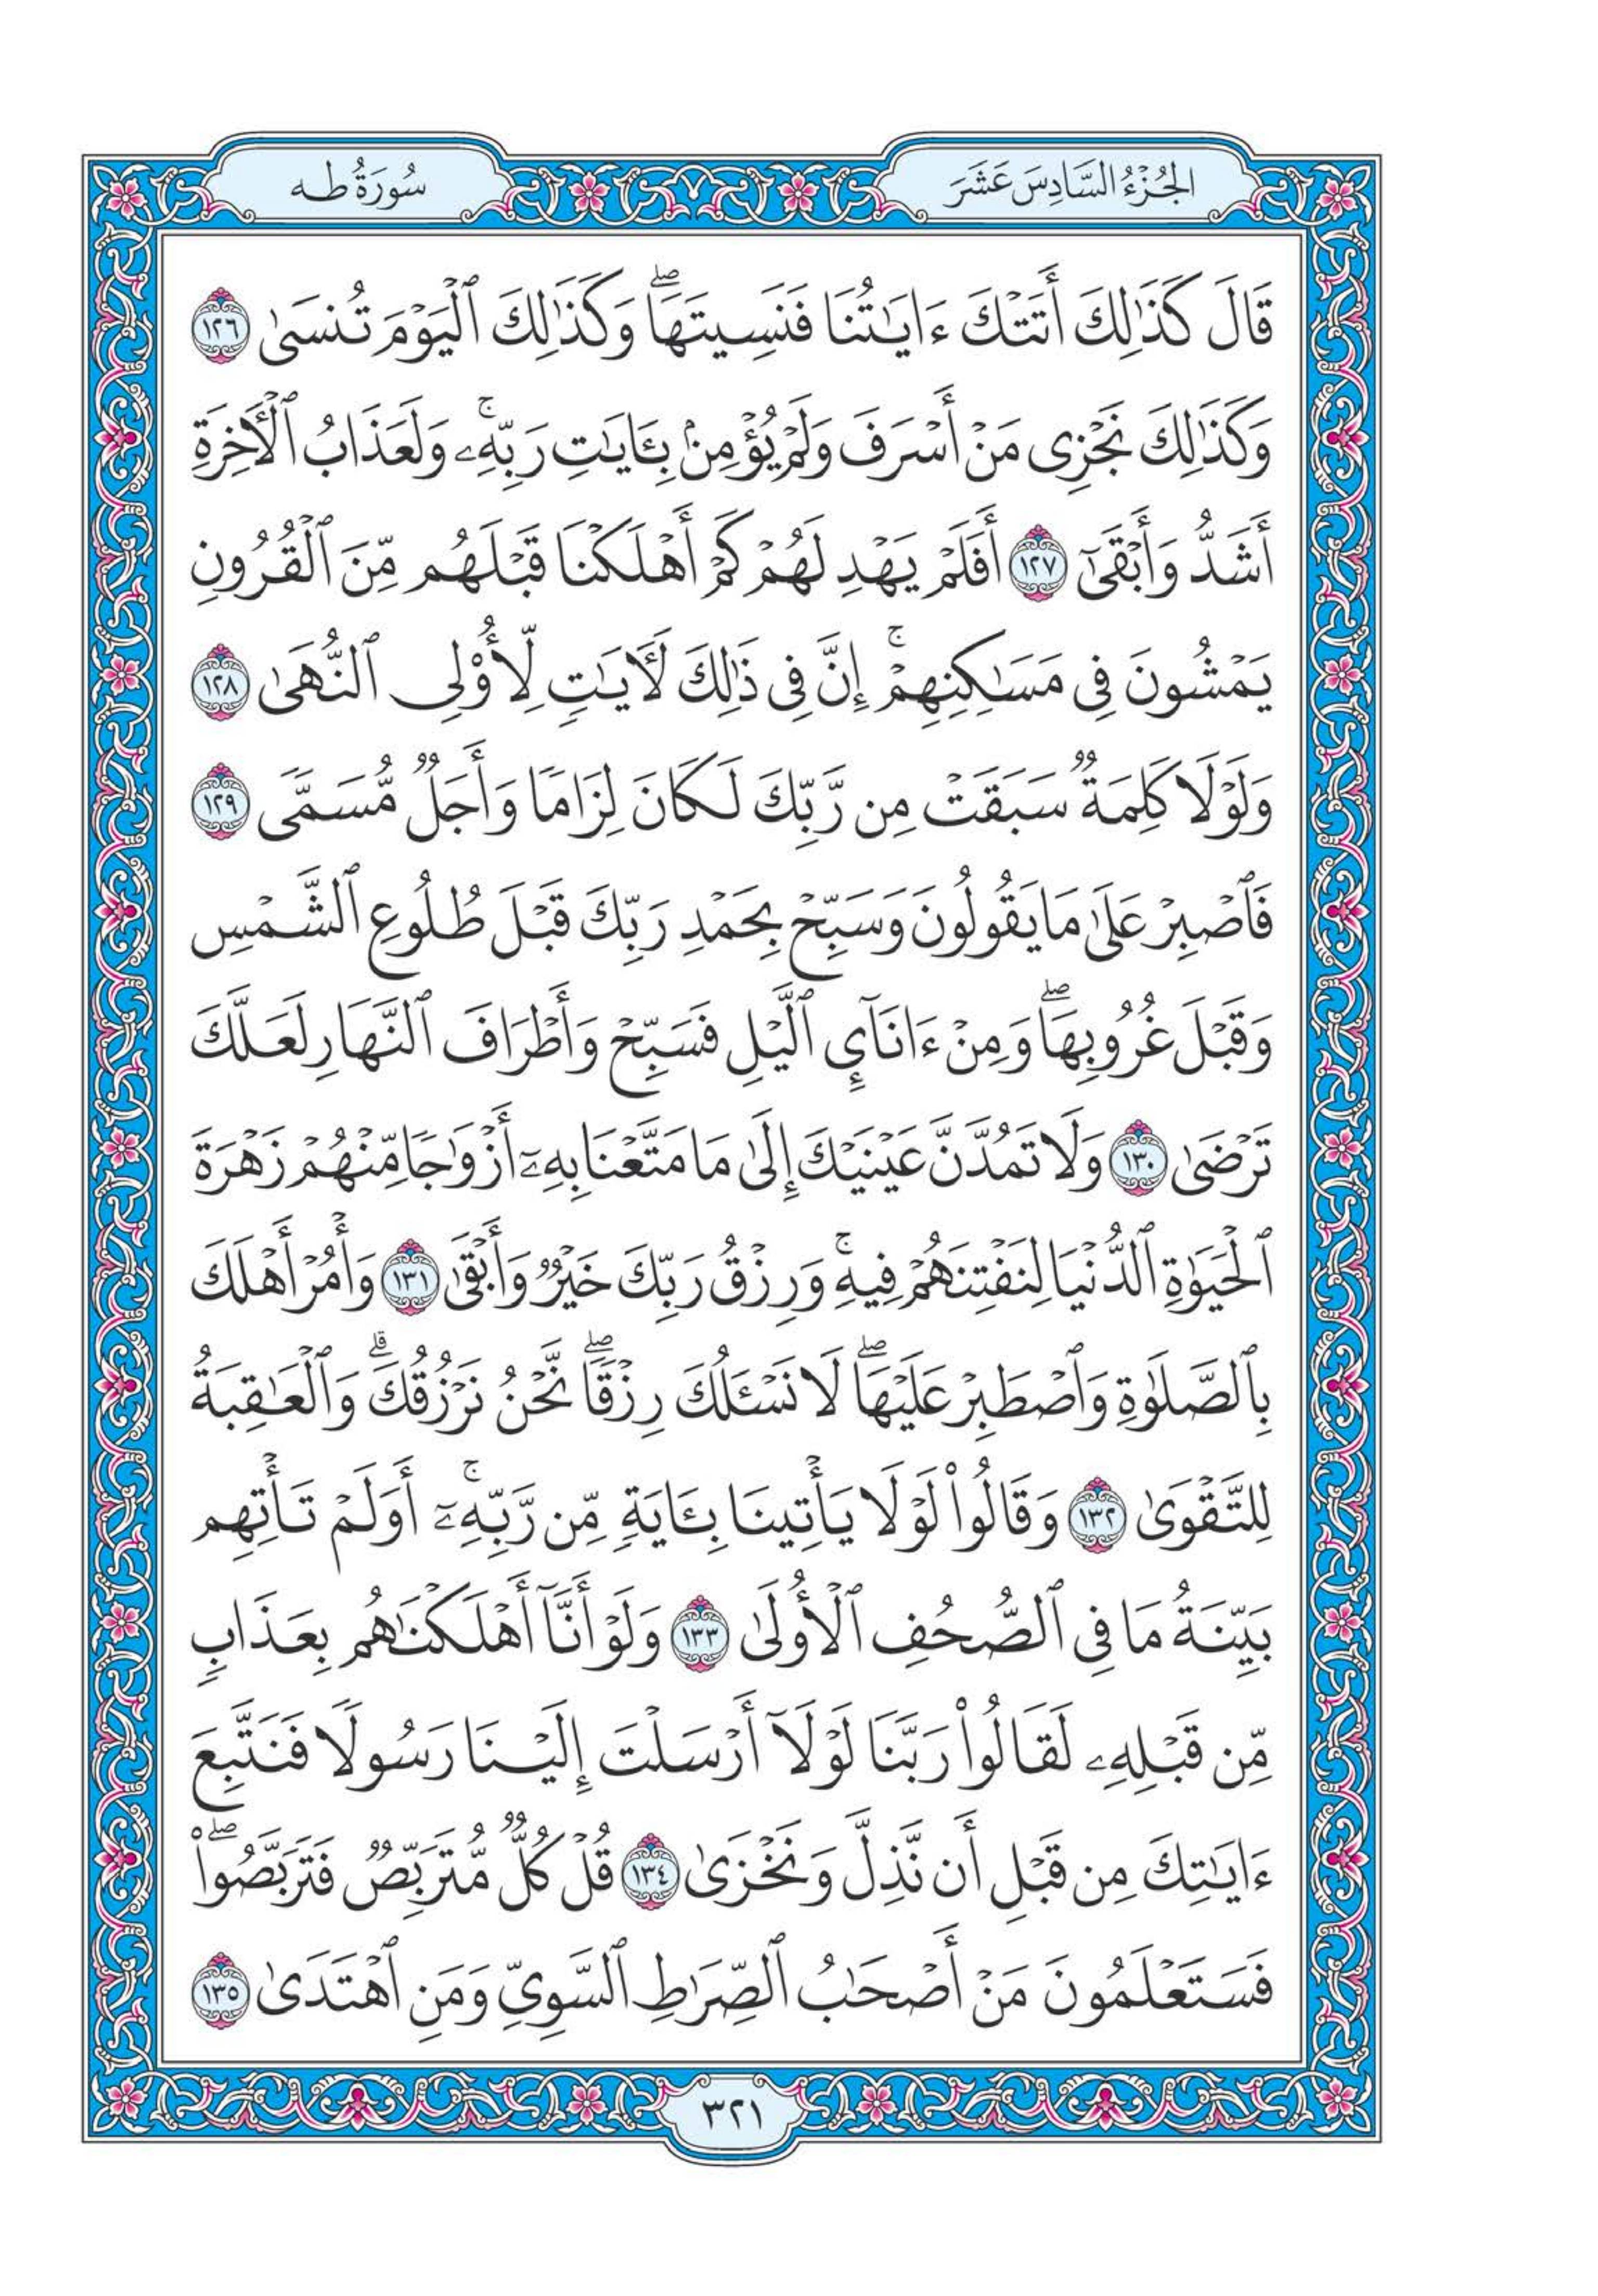 الجُزْءُ السَّادِسَ عَشَرَ
سُورَةُ طه
قَالَ كَذَٰلِكَ أَتَتۡكَ ءَايَٰتُنَا فَنَسِيتَهَاۖ وَكَذَٰلِكَ ٱلۡيَوۡمَ تُنسَىٰ ١٢٦
وَكَذَٰلِكَ نَجۡزِي مَنۡ أَسۡرَفَ وَلَمۡ يُؤۡمِنۢ بِـَٔايَٰتِ رَبِّهِۦۚ وَلَعَذَابُ ٱلۡأٓخِرَةِ
أَشَدُّ وَأَبۡقَىٰٓ ١٢٧ أَفَلَمۡ يَهۡدِ لَهُمۡ كَمۡ أَهۡلَكۡنَا قَبۡلَهُم مِّنَ ٱلۡقُرُونِ
يَمۡشُونَ فِي مَسَٰكِنِهِمۡۚ إِنَّ فِي ذَٰلِكَ لَأٓيَٰتٖ لِّأُوْلِي ٱلنُّهَىٰ ١٢٨
وَلَوۡلَا كَلِمَةٞ سَبَقَتۡ مِن رَّبِّكَ لَكَانَ لِزَامٗا وَأَجَلٞ مُّسَمّٗى ١٢٩
فَٱصۡبِرۡ عَلَىٰ مَا يَقُولُونَ وَسَبِّحۡ بِحَمۡدِ رَبِّكَ قَبۡلَ طُلُوعِ ٱلشَّمۡسِ
وَقَبۡلَ غُرُوبِهَاۖ وَمِنۡ ءَانَآيِٕ ٱلَّيۡلِ فَسَبِّحۡ وَأَطۡرَافَ ٱلنَّهَارِ لَعَلَّكَ
تَرۡضَىٰ ١٣٠ وَلَا تَمُدَّنَّ عَيۡنَيۡكَ إِلَىٰ مَا مَتَّعۡنَا بِهِۦٓ أَزۡوَٰجٗا مِّنۡهُمۡ زَهۡرَةَ
ٱلۡحَيَوٰةِ ٱلدُّنۡيَا لِنَفۡتِنَهُمۡ فِيهِۚ وَرِزۡقُ رَبِّكَ خَيۡرٞ وَأَبۡقَىٰ ١٣١ وَأۡمُرۡ أَهۡلَكَ
بِٱلصَّلَوٰةِ وَٱصۡطَبِرۡ عَلَيۡهَاۖ لَا نَسۡـَٔلُكَ رِزۡقٗاۖ نَّحۡنُ نَرۡزُقُكَۗ وَٱلۡعَٰقِبَةُ
لِلتَّقۡوَىٰ ١٣٢ وَقَالُواْ لَوۡلَا يَأۡتِينَا بِـَٔايَةٖ مِّن رَّبِّهِۦٓۚ أَوَلَمۡ تَأۡتِهِم
بَيِّنَةُ مَا فِي ٱلصُّحُفِ ٱلۡأُولَىٰ ١٣٣ وَلَوۡ أَنَّآ أَهۡلَكۡنَٰهُم بِعَذَابٖ
مِّن قَبۡلِهِۦ لَقَالُواْ رَبَّنَا لَوۡلَآ أَرۡسَلۡتَ إِلَيۡنَا رَسُولٗا فَنَتَّبِعَ
ءَايَٰتِكَ مِن قَبۡلِ أَن نَّذِلَّ وَنَخۡزَىٰ ١٣٤ قُلۡ كُلّٞ مُّتَرَبِّصٞ فَتَرَبَّصُواْۖ
فَسَتَعۡلَمُونَ مَنۡ أَصۡحَٰبُ ٱلصِّرَٰطِ ٱلسَّوِيِّ وَمَنِ ٱهۡتَدَىٰ ١٣٥
٣٢١